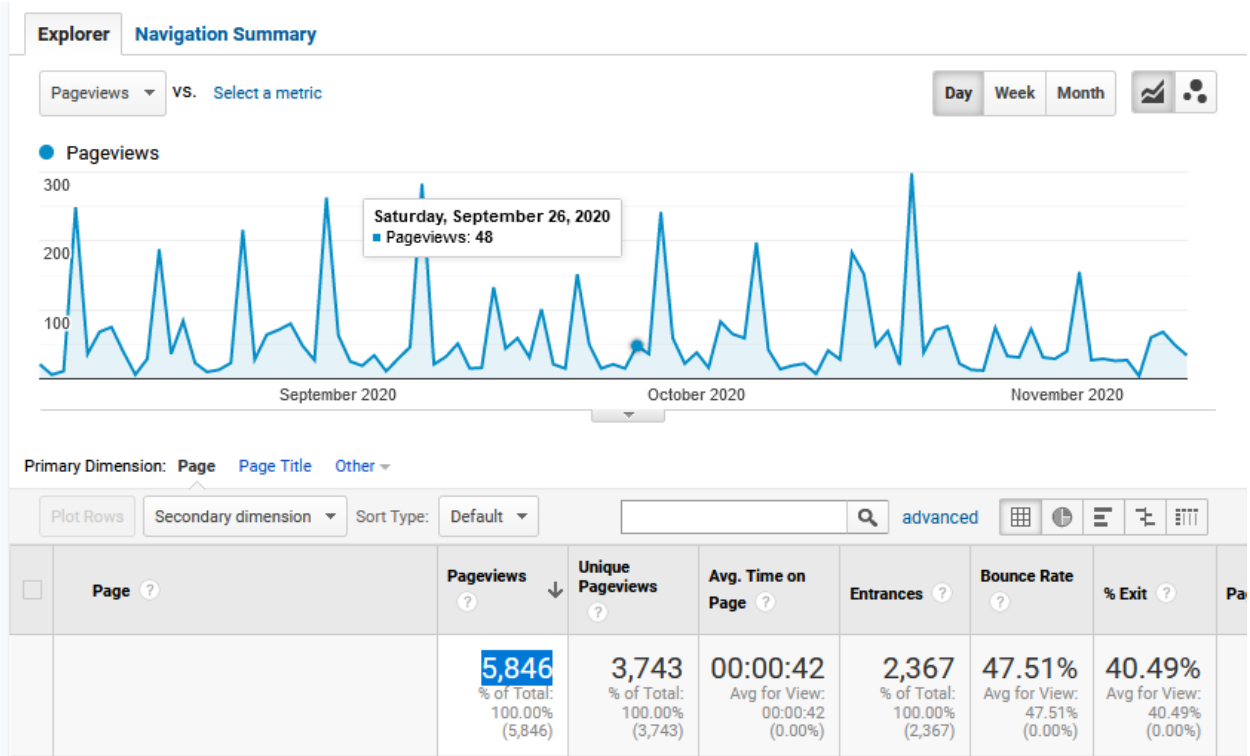 Explorer Navigation Summary
Pageviews VS. Select a metric Day Week Month
Pageviews
300
200
100
Saturday, September 26, 2020
Pageviews: 48
September 2020 October 2020 November 2020
Primary Dimension: Page Page Title Other
Plot Rows Secondary dimension Sort Type: Default advanced
Page ? Pageviews ? Unique Pageviews ? Avg. Time on Page ? Entrances ? Bounce Rate ? % Exit ? Pa
5,846 3,743 00:00:42 2,367 47.51% 40.49%
% of Total: % of Total: Avg for View: % of Total: Avg for View: Avg for View:
100.00% 100.00% 00:00:42 100.00% 47.51% 40.49%
(5,846) (3,743) (0.00%) (2,367) (0.00%) (0.00%)